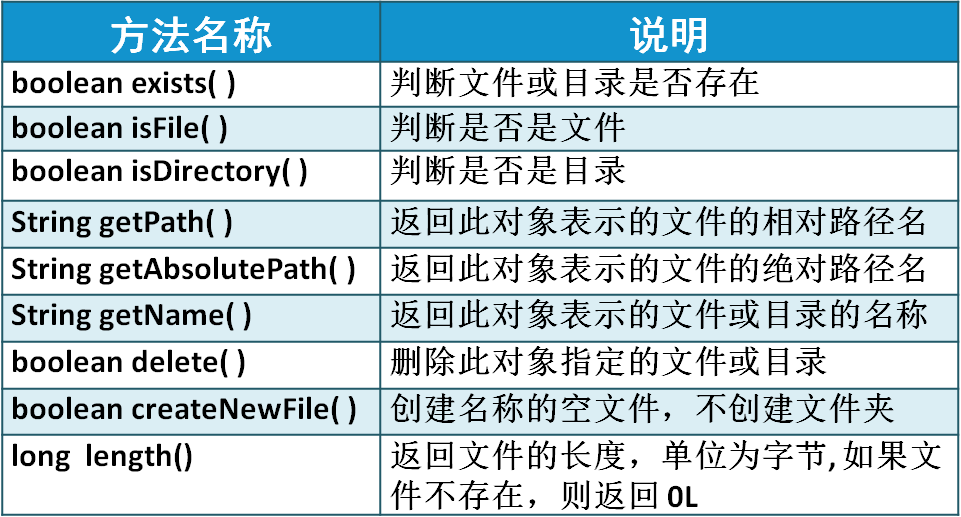 方法名称 说明
boolean exists( ) 判断文件或目录是否存在
boolean isFile( ) 判断是否是文件
boolean isDirectory( ) 判断是否是目录
String getPath( ) 返回此对象表示的文件的相对路径名
String getAbsolutePath( ) 返回此对象表示的文件的绝对路径名
String getName( ) 返回此对象表示的文件或目录的名称
boolean delete( ) 删除此对象指定的文件或目录
boolean createNewFile( ) 创建名称的空文件，不创建文件夹
long length() 返回文件的长度，单位为字节, 如果文
件不存在，则返回 0L